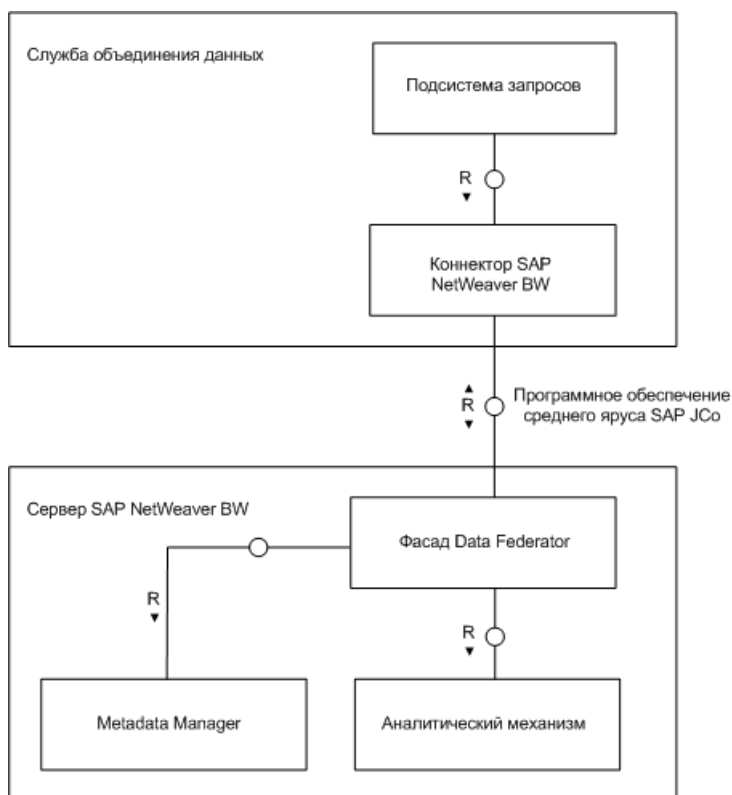 Служба объединения данных
Подсистема запросов
R
Коннектор SAP
NetWeaver BW
R
Программное обеспечение
среднего яруса SAP JCo
Сервер SAP NetWeaver BW
Фасад Data Federator
R
R
Metadata Manager
Аналитический механизм